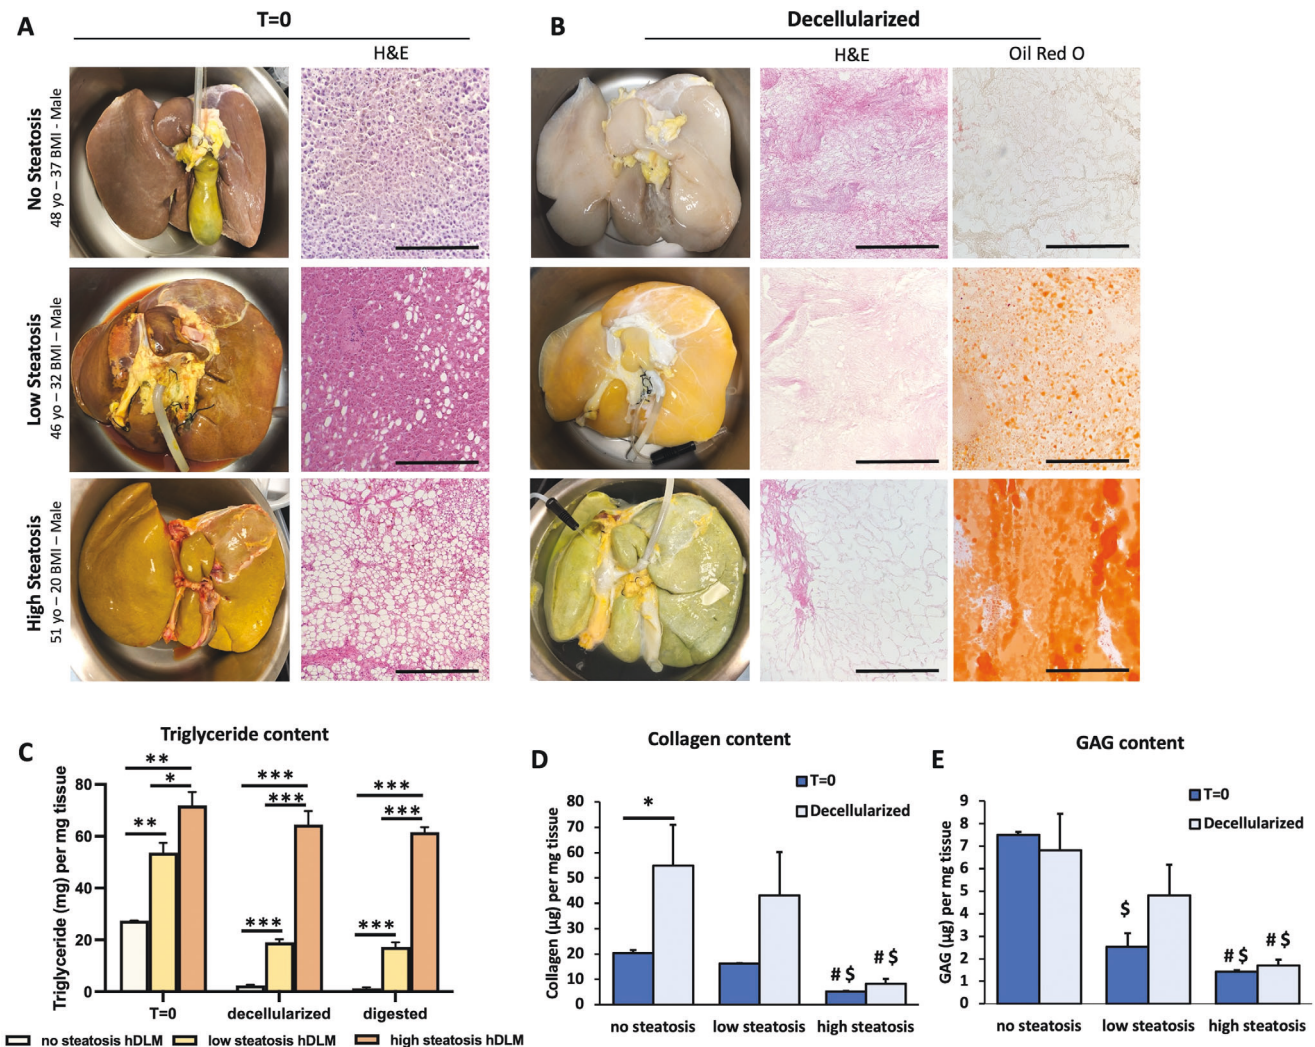 A
T=0
H&E
B
Decellularized
H&E
Oil Red O
No Steatosis
48 yo – 37 BMI - Male
Low Steatosis
46 yo – 32 BMI – Male
High Steatosis
51 yo – 20 BMI – Male
C
Triglyceride content
Triglyceride (mg) per mg tissue
80
60
40
20
0
** * **
*** *** ***
*** *** ***
T=0 decellularized digested
no steatosis hDLM low steatosis hDLM high steatosis hDLM
D
Collagen content
T=0
Decellularized
Collagen (µg) per mg tissue
80
70
60
50
40
30
20
10
0
*
# $ # $
no steatosis low steatosis high steatosis
E
GAG content
T=0
Decellularized
GAG (µg) per mg tissue
9
8
7
6
5
4
3
2
1
0
$
# $ # $
no steatosis low steatosis high steatosis